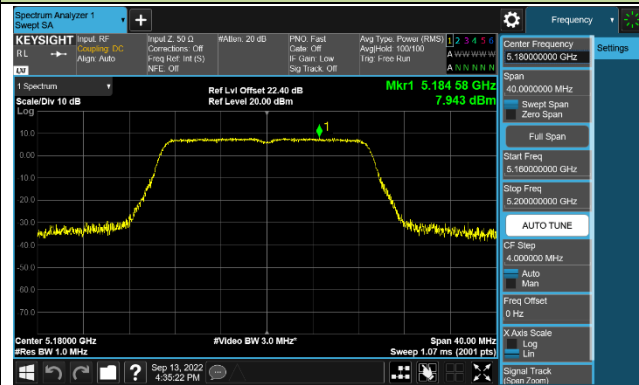 Spectrum Analyzer 1
Swept SA
Frequency
KEYSIGHT
RL
LXI
Input: RF
Coupling: DC
Align: Auto
Input Z: 50 Ω
Corrections: Off
Freq Ref: Int (S)
NFE: Off
#Atten: 20 dB
PNO: Fast
Gate: Off
IF Gain: Low
Sig Track: Off
Avg Type: Power (RMS)
Avg|Hold: 100/100
Trig: Free Run
1 2 3 4 5 6
A W W W W W
A N N N N N
1 Spectrum
Scale/Div 10 dB
Log
Ref Lvl Offset 22.40 dB
Ref Level 20.00 dBm
Mkr1 5.184 58 GHz
7.943 dBm
1
10.0
0.00
-10.0
-20.0
-30.0
-40.0
-50.0
-60.0
-70.0
Center 5.18000 GHz
#Res BW 1.0 MHz
#Video BW 3.0 MHz*
Span 40.00 MHz
Sweep 1.07 ms (2001 pts)
Sep 13, 2022
4:35:22 PM
Center Frequency
5.180000000 GHz
Settings
Span
40.0000000 MHz
Swept Span
Zero Span
Full Span
Start Freq
5.160000000 GHz
Stop Freq
5.200000000 GHz
AUTO TUNE
CF Step
4.000000 MHz
Auto
Man
Freq Offset
0 Hz
X Axis Scale
Log
Lin
Signal Track
(Span Zoom)